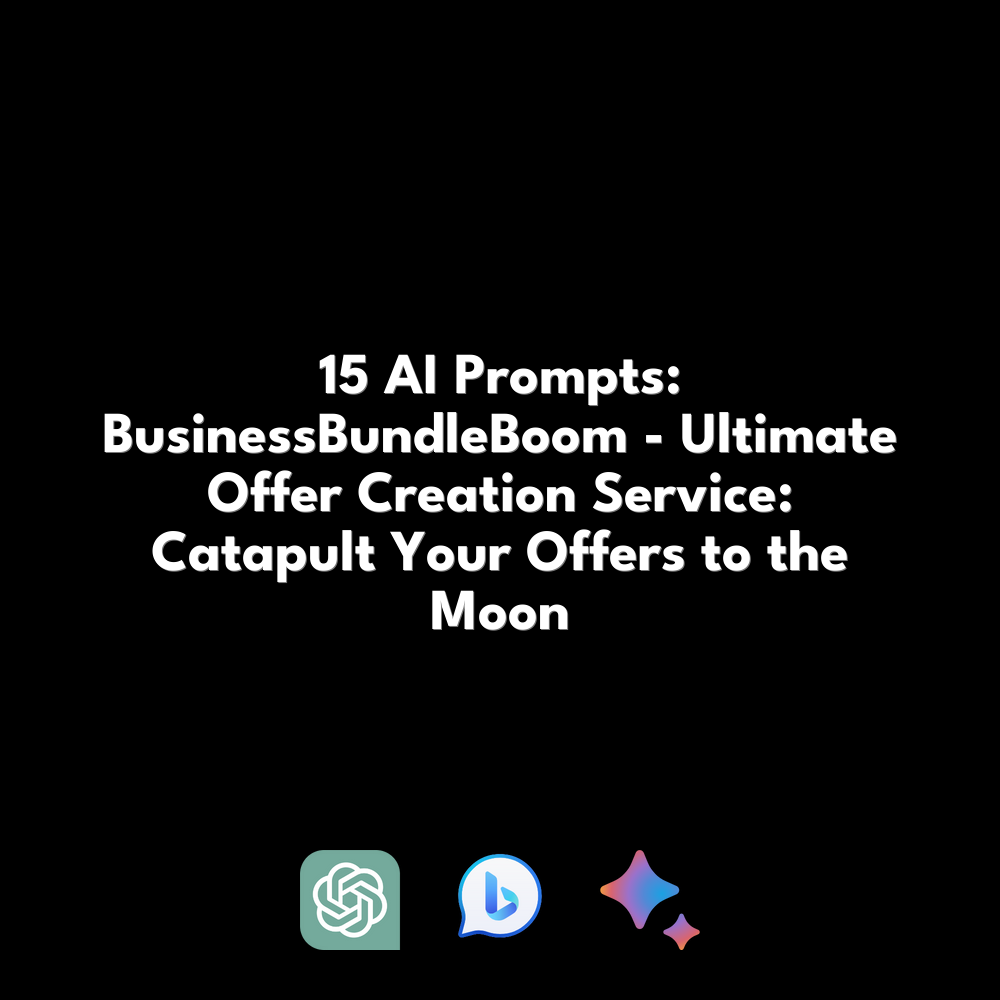 15 AI Prompts:
BusinessBundleBoom - Ultimate
Offer Creation Service:
Catapult Your Offers to the
Moon